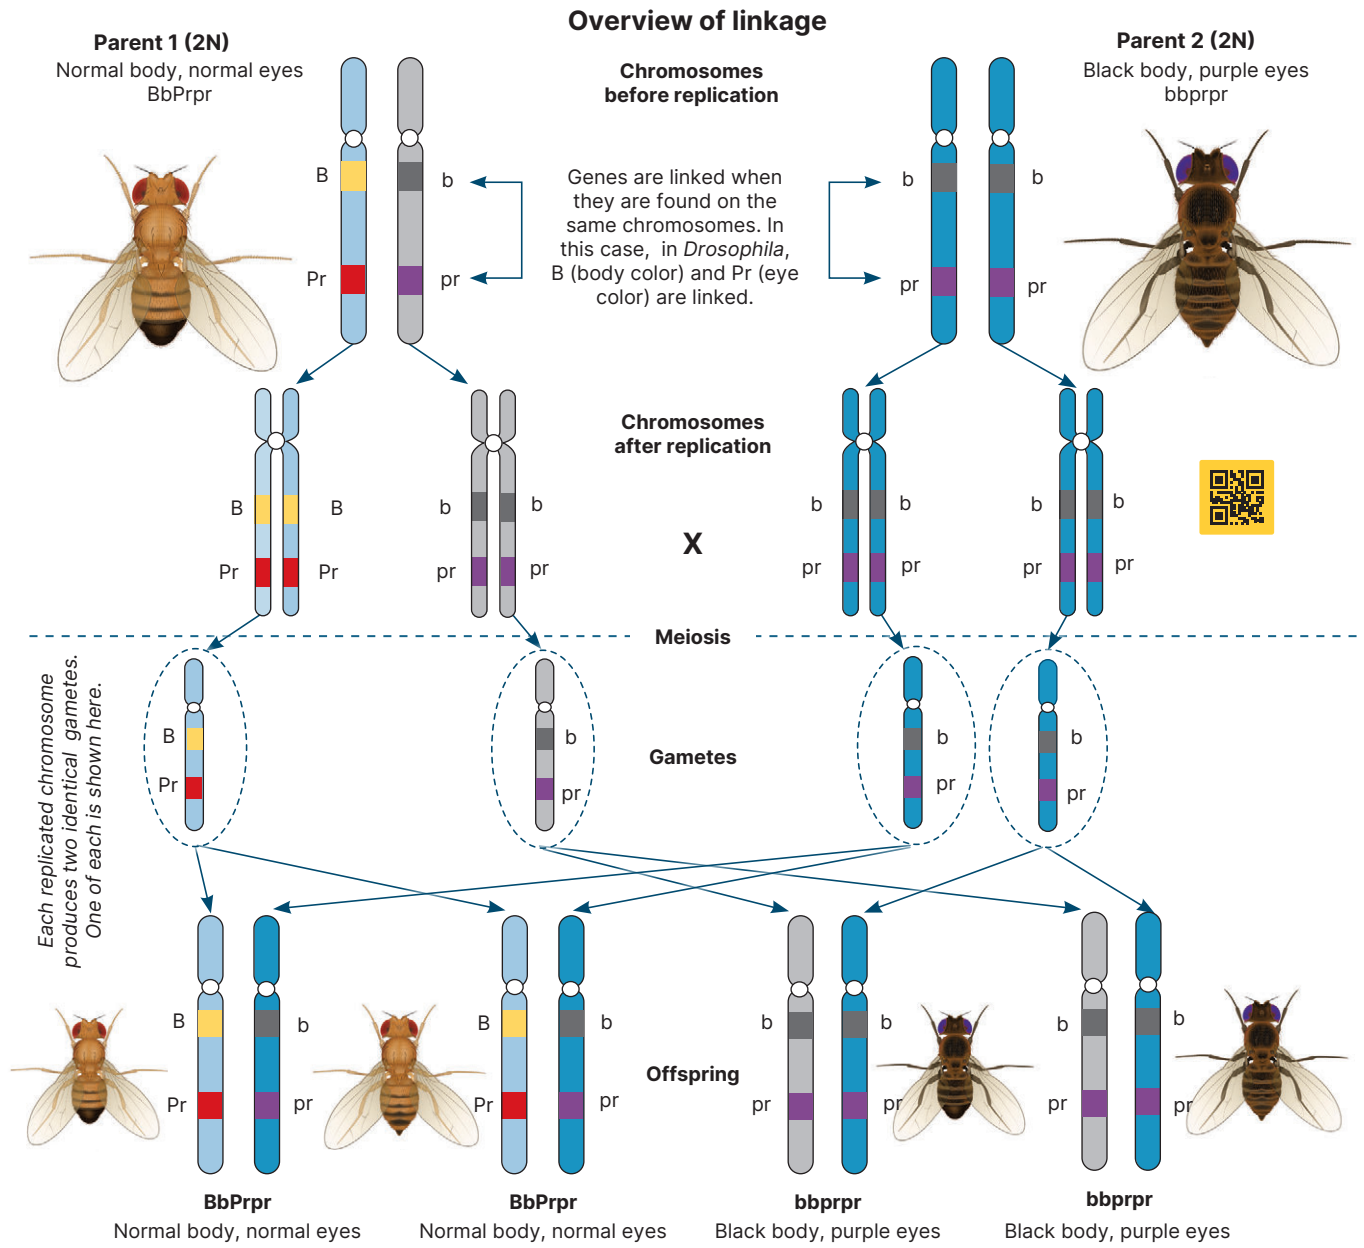 Overview of linkage
Parent 1 (2N)
Normal body, normal eyes
BbPrpr
Chromosomes
before replication
Parent 2 (2N)
Black body, purple eyes
bbprpr
B
b
Pr
pr
Genes are linked when
they are found on the
same chromosomes. In
this case, in Drosophila,
B (body color) and Pr (eye
color) are linked.
b
b
pr
pr
Chromosomes
after replication
B
B
Pr
Pr
b
b
pr
pr
X
b
b
pr
pr
b
b
pr
pr
Meiosis
Each replicated chromosome
produces two identical gametes.
One of each is shown here.
B
Pr
b
pr
Gametes
b
pr
b
pr
B
b
Pr
pr
B
b
Pr
pr
Offspring
b
b
pr
pr
b
b
pr
pr
BbPrpr
Normal body, normal eyes
BbPrpr
Normal body, normal eyes
bbprpr
Black body, purple eyes
bbprpr
Black body, purple eyes